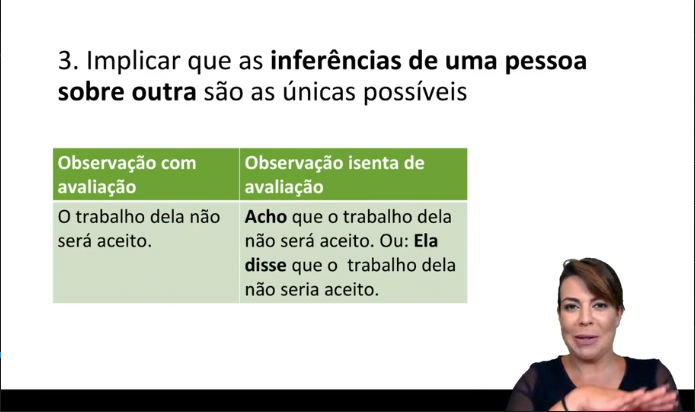 3. Implicar que as inferências de uma pessoa
sobre outra são as únicas possíveis
Observação com
avaliação
Observação isenta de
avaliação
O trabalho dela não
será aceito.
Acho que o trabalho dela
não será aceito. Ou: Ela
disse que o trabalho dela
não seria aceito.